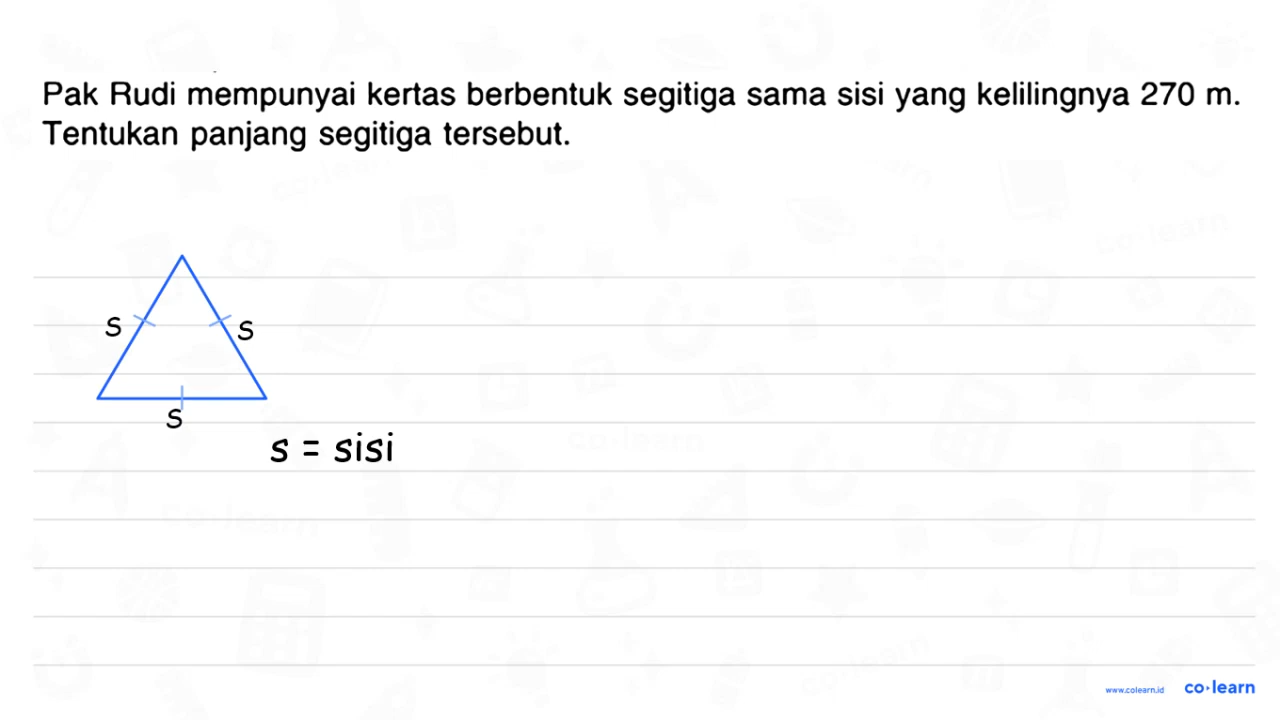 Pak Rudi mempunyai kertas berbentuk segitiga sama sisi yang kelilingnya 270 m.
Tentukan panjang segitiga tersebut.
s
s
s
s = sisi
www.colearn.id
co·learn